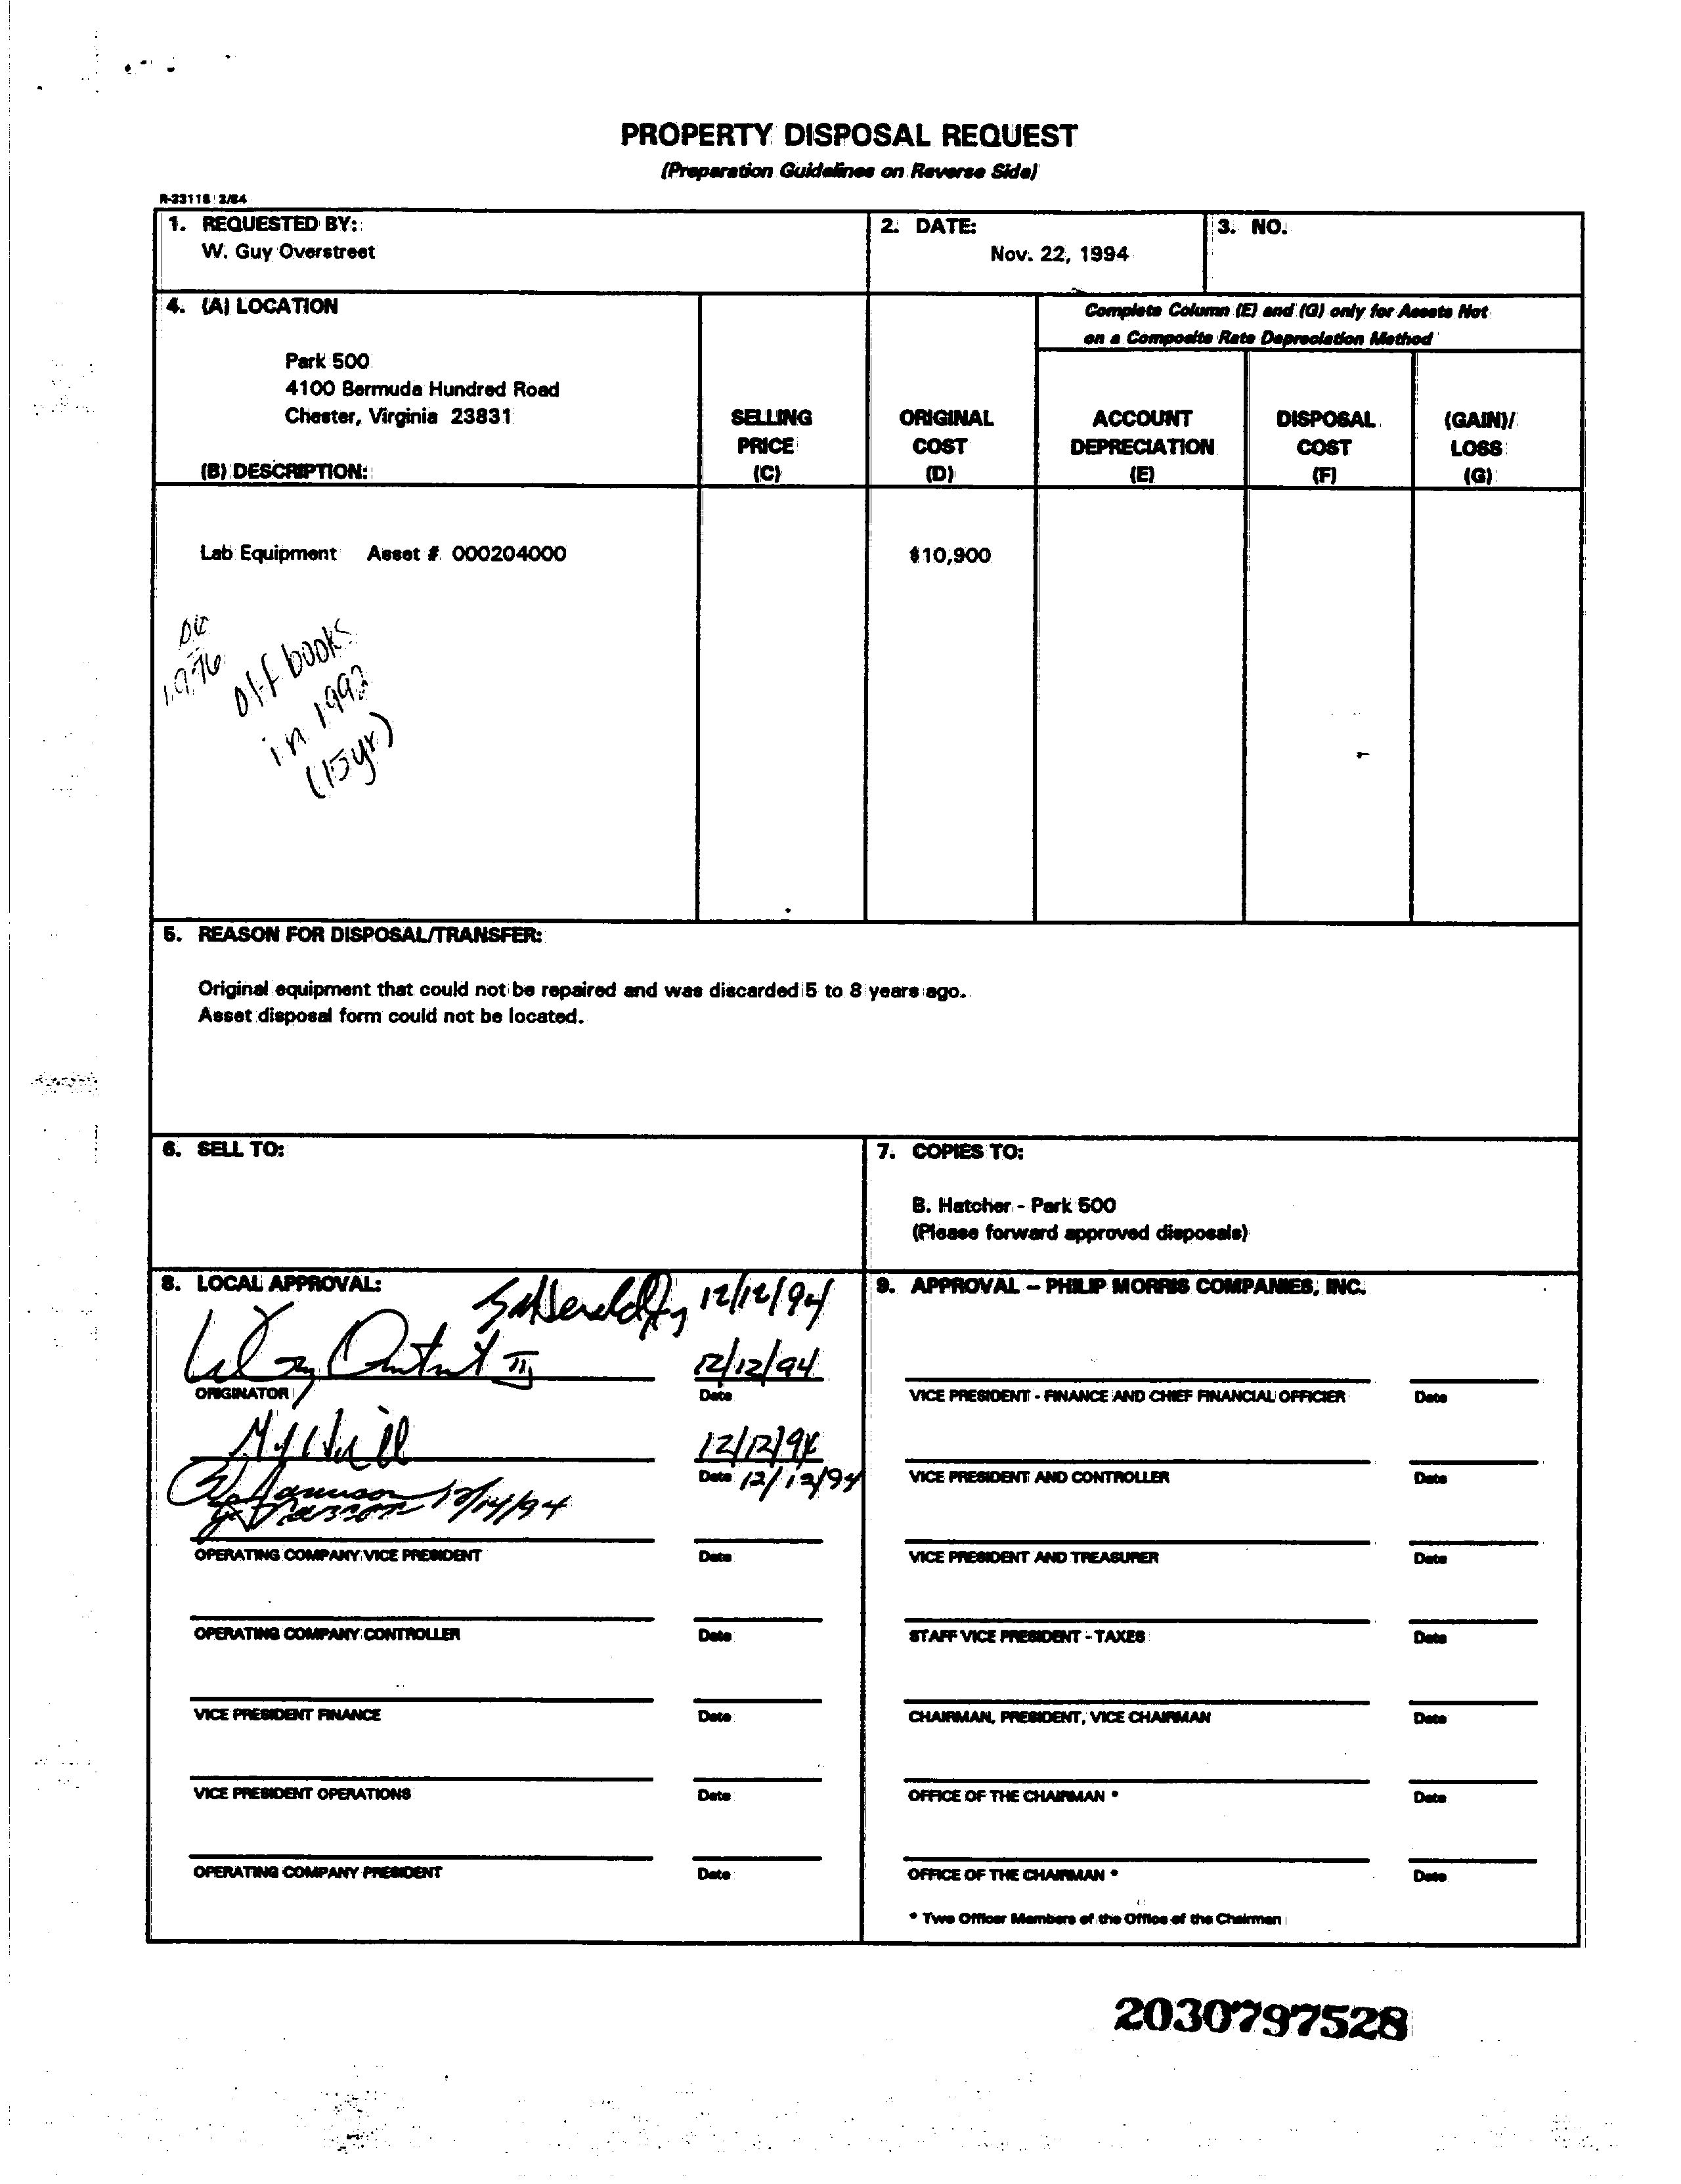 PROPERTY DISPOSAL REQUEST
(Preparation Guidelines on Reverse Side)
R-23118 2/84
1. REQUESTED BY:
W. Guy Overstreet
2. DATE:
Nov. 22, 1994
3. NO.
4. (A) LOCATION
Park 500
4100 Bermuda Hundred Road
Chester, Virginia 23831
(B) DESCRIPTION:
SELLING
PRICE
(C)
ORIGINAL
COST
(D)
Complete Column (E) and (G) only for Assets Not
on a Composite Rate Depreciation Method
ACCOUNT
DEPRECIATION
(E)
DISPOSAL
COST
(F)
(GAIN)/
LOSS
(G)
Lab Equipment Asset # 000204000
$10,900
1976
off books
in 1992
(15yr)
5. REASON FOR DISPOSAL/TRANSFER:
Original equipment that could not be repaired and was discarded 5 to 8 years ago.
Asset disposal form could not be located.
6. SELL TO:
7. COPIES TO:
B. Hatcher - Park 500
(Please forward approved disposals)
8. LOCAL APPROVAL:
12/12/94
12/12/94
ORIGINATOR Date
12/12/94
Date 12/12/94
12/14/94
OPERATING COMPANY VICE PRESIDENT Date
OPERATING COMPANY CONTROLLER Date
VICE PRESIDENT FINANCE Date
VICE PRESIDENT OPERATIONS Date
OPERATING COMPANY PRESIDENT Date
9. APPROVAL – PHILIP MORRIS COMPANIES, INC.
VICE PRESIDENT - FINANCE AND CHIEF FINANCIAL OFFICIER Date
VICE PRESIDENT AND CONTROLLER Date
VICE PRESIDENT AND TREASURER Date
STAFF VICE PRESIDENT - TAXES Date
CHAIRMAN, PRESIDENT, VICE CHAIRMAN Date
OFFICE OF THE CHAIRMAN * Date
OFFICE OF THE CHAIRMAN * Date
* Two Officer Members of the Office of the Chairman
2030797528